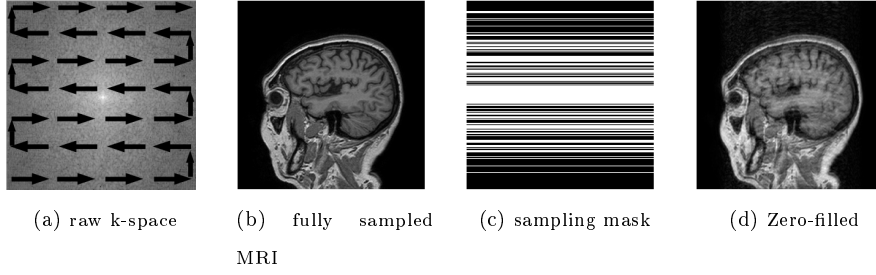 (a) raw k-space
(b) fully sampled
MRI
(c) sampling mask
(d) Zero-filled